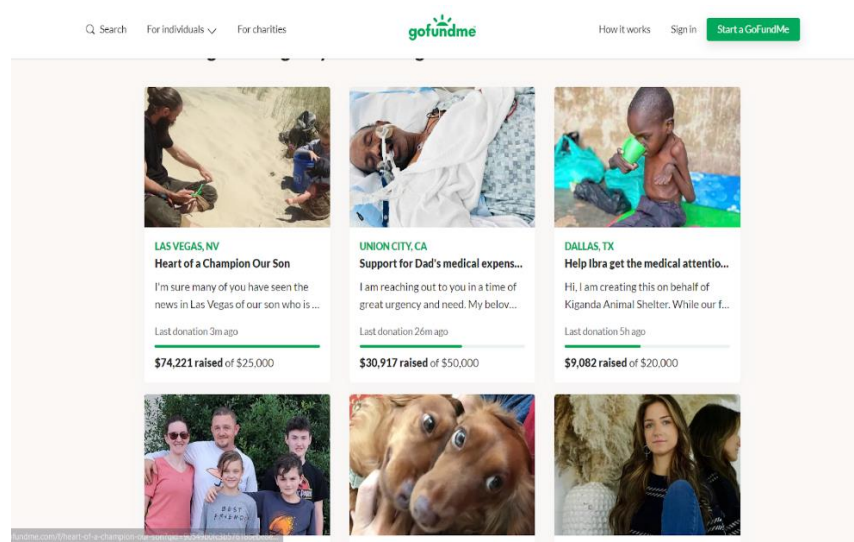 Search
For individuals
For charities
gofundme
How it works
Sign in
Start a GoFundMe
LAS VEGAS, NV
Heart of a Champion Our Son
I'm sure many of you have seen the
news in Las Vegas of our son who is ...
Last donation 3m ago
$74,221 raised of $25,000
UNION CITY, CA
Support for Dad's medical expens...
I am reaching out to you in a time of
great urgency and need. My belov...
Last donation 26m ago
$30,917 raised of $50,000
DALLAS, TX
Help Ibra get the medical attentio...
Hi, I am creating this on behalf of
Kiganda Animal Shelter. While our f...
Last donation 5h ago
$9,082 raised of $20,000
BEST
FRIENDS